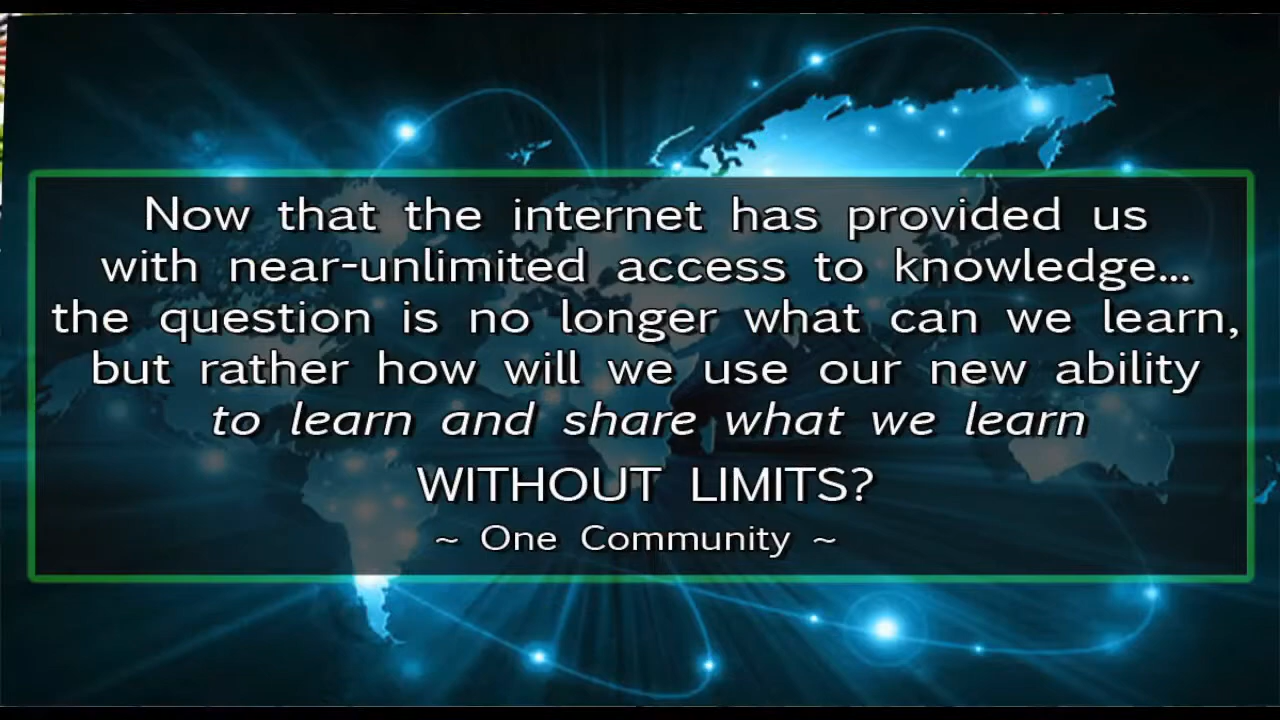 Now that the internet has provided us
with near-unlimited access to knowledge...
the question is no longer what can we learn,
but rather how will we use our new ability
to learn and share what we learn
WITHOUT LIMITS?
~ One Community ~